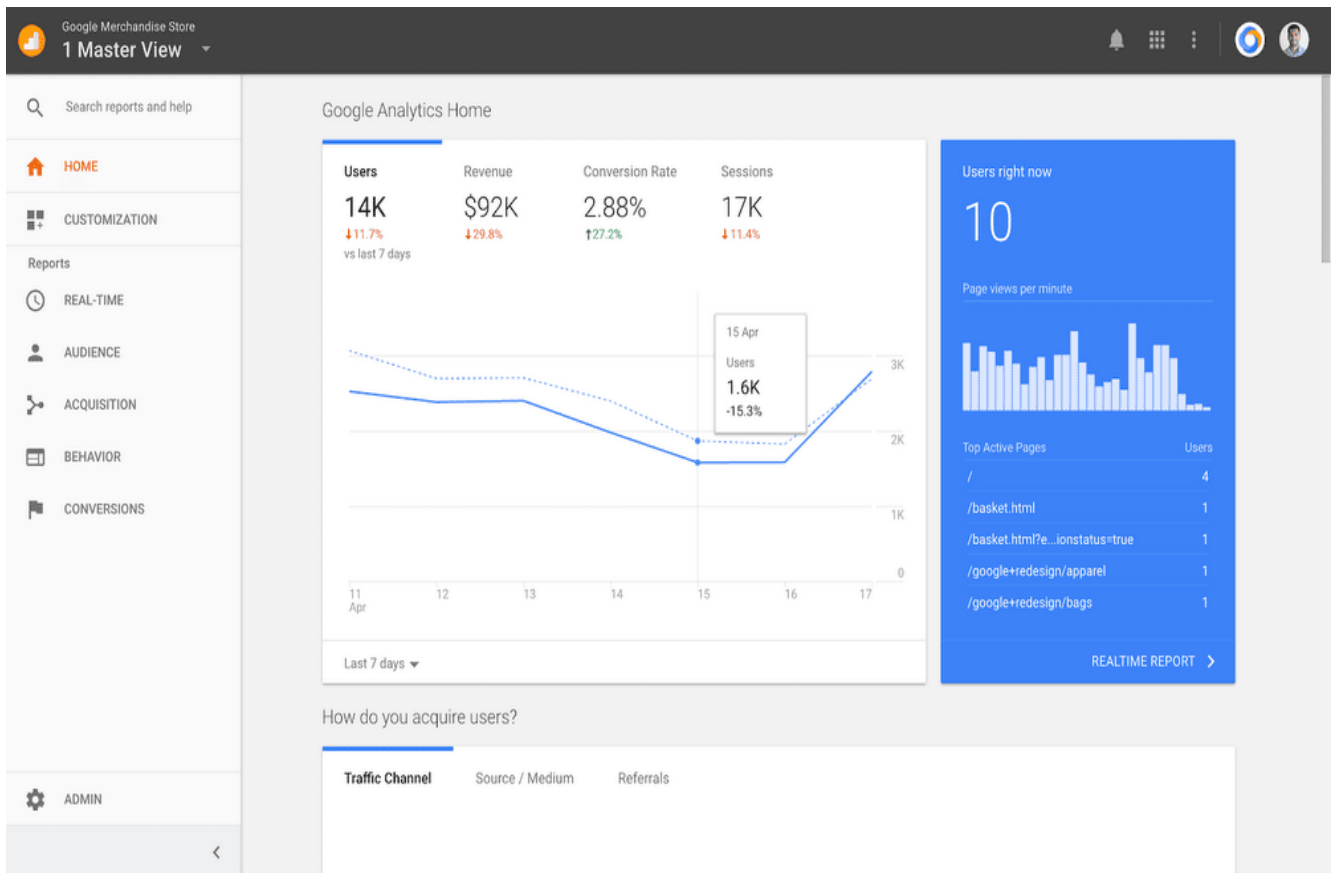 Google Merchandise Store
1 Master View
Search reports and help
HOME
CUSTOMIZATION
Reports
REAL-TIME
AUDIENCE
ACQUISITION
BEHAVIOR
CONVERSIONS
ADMIN
Google Analytics Home
Users
14K
↓11.7%
vs last 7 days
Revenue
$92K
↓29.8%
Conversion Rate
2.88%
↑27.2%
Sessions
17K
↓11.4%
15 Apr
Users
1.6K
-15.3%
3K
2K
1K
0
11 12 13 14 15 16 17
Apr
Last 7 days
Users right now
10
Page views per minute
Top Active Pages Users
/ 4
/basket.html 1
/basket.html?e...ionstatus=true 1
/google+redesign/apparel 1
/google+redesign/bags 1
REALTIME REPORT
How do you acquire users?
Traffic Channel Source / Medium Referrals